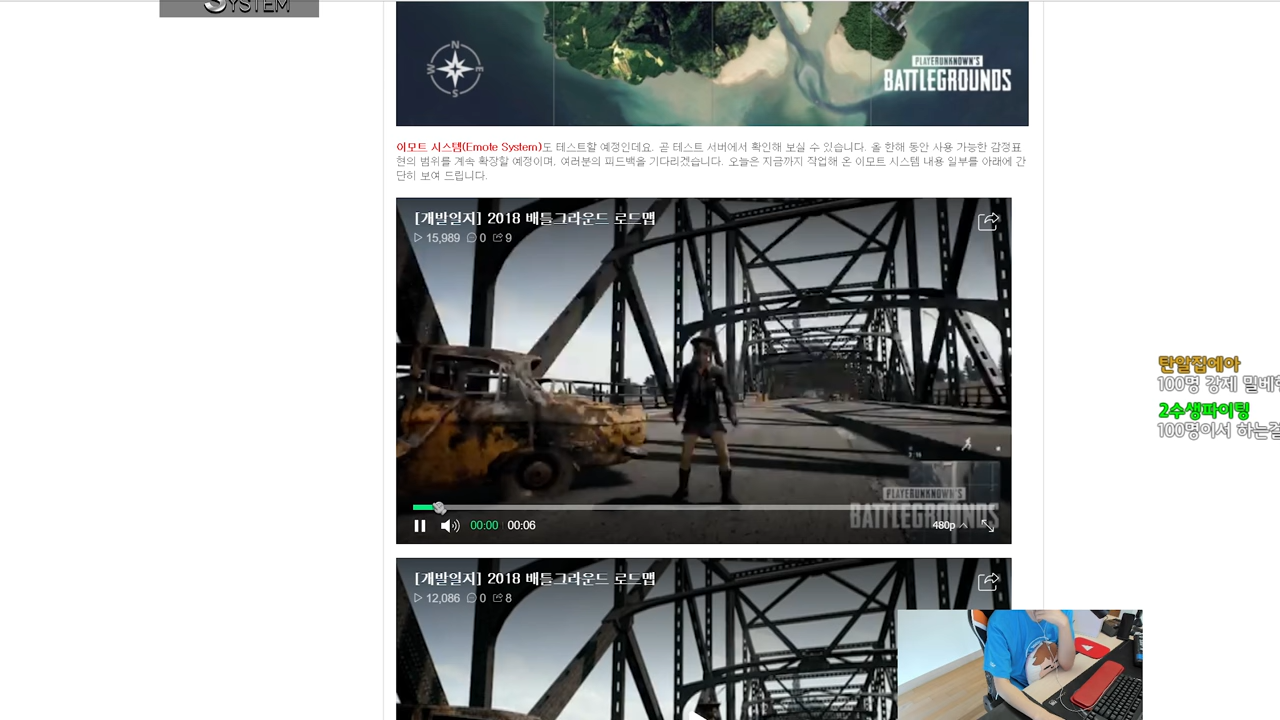 SYSTEM
N
W
E
S
PLAYERUNKNOWN'S
BATTLEGROUNDS
이모트 시스템(Emote System)도 테스트할 예정인데요. 곧 테스트 서버에서 확인해 보실 수 있습니다. 올 한해 동안 사용 가능한 감정표
현의 범위를 계속 확장할 예정이며, 여러분의 피드백을 기다리겠습니다. 오늘은 지금까지 작업해 온 이모트 시스템 내용 일부를 아래에 간
단히 보여 드립니다.
[개발일지] 2018 배틀그라운드 로드맵
15,989 0 9
탄알집에아
100명 강제 밀베
2수생파이팅
100명이서 하는
PLAYERUNKNOWN'S
BATTLEGROUNDS
00:00 00:06
480p
[개발일지] 2018 배틀그라운드 로드맵
12,086 0 8